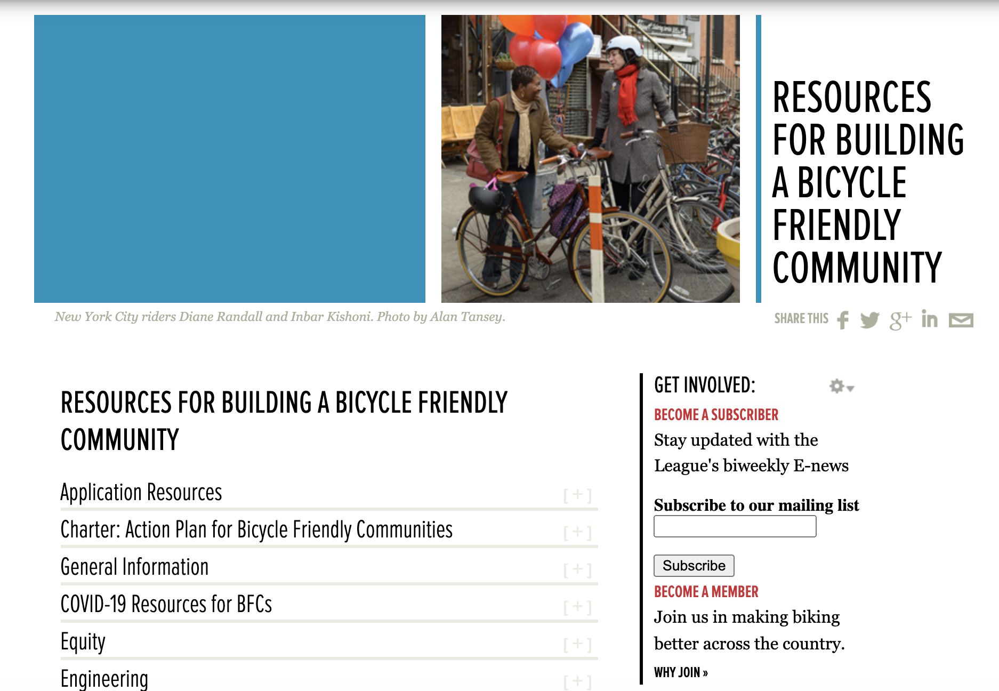 RESOURCES
FOR BUILDING
A BICYCLE
FRIENDLY
COMMUNITY
New York City riders Diane Randall and Inbar Kishoni. Photo by Alan Tansey.
SHARE THIS
RESOURCES FOR BUILDING A BICYCLE FRIENDLY
COMMUNITY
Application Resources [+]
Charter: Action Plan for Bicycle Friendly Communities [+]
General Information [+]
COVID-19 Resources for BFCs [+]
Equity [+]
Engineering [+]
GET INVOLVED:
BECOME A SUBSCRIBER
Stay updated with the
League's biweekly E-news
Subscribe to our mailing list
Subscribe
BECOME A MEMBER
Join us in making biking
better across the country.
WHY JOIN »